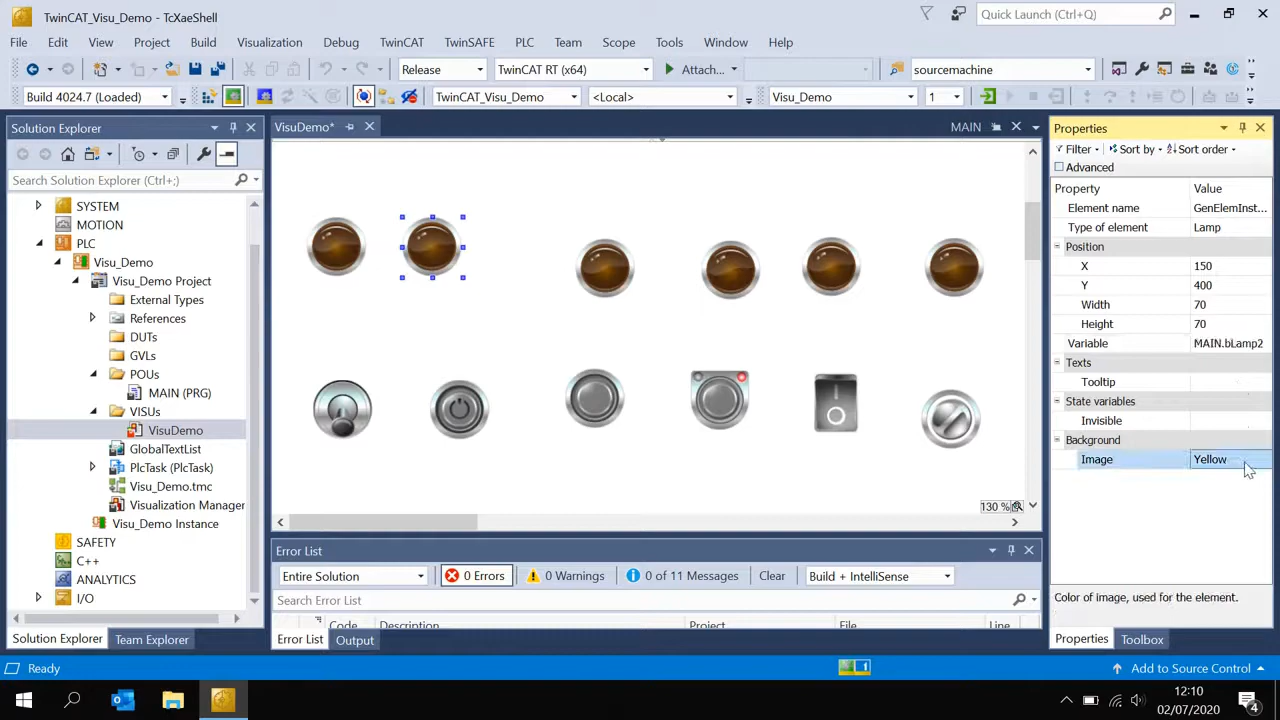 TwinCAT_Visu_Demo - TcXaeShell
Quick Launch (Ctrl+Q)
File Edit View Project Build Visualization Debug TwinCAT TwinSAFE PLC Team Scope Tools Window Help
Release TwinCAT RT (x64) Attach... sourcemachine
Build 4024.7 (Loaded) TwinCAT_Visu_Demo <Local> Visu_Demo 1
Solution Explorer
Search Solution Explorer (Ctrl+;)
SYSTEM
MOTION
PLC
Visu_Demo
Visu_Demo Project
External Types
References
DUTs
GVLs
POUs
MAIN (PRG)
VISUs
VisuDemo
GlobalTextList
PlcTask (PlcTask)
Visu_Demo.tmc
Visualization Manager
Visu_Demo Instance
SAFETY
C++
ANALYTICS
I/O
Solution Explorer Team Explorer
VisuDemo* MAIN
130 %
Error List
Entire Solution 0 Errors 0 Warnings 0 of 11 Messages Clear Build + IntelliSense
Search Error List
Code Description Project File Line
Error List Output
Properties
Filter Sort by Sort order
Advanced
Property Value
Element name GenElemInst...
Type of element Lamp
Position
X 150
Y 400
Width 70
Height 70
Variable MAIN.bLamp2
Texts
Tooltip
State variables
Invisible
Background
Image Yellow
Color of image, used for the element.
Properties Toolbox
Ready 1 Add to Source Control
12:10
02/07/2020
4